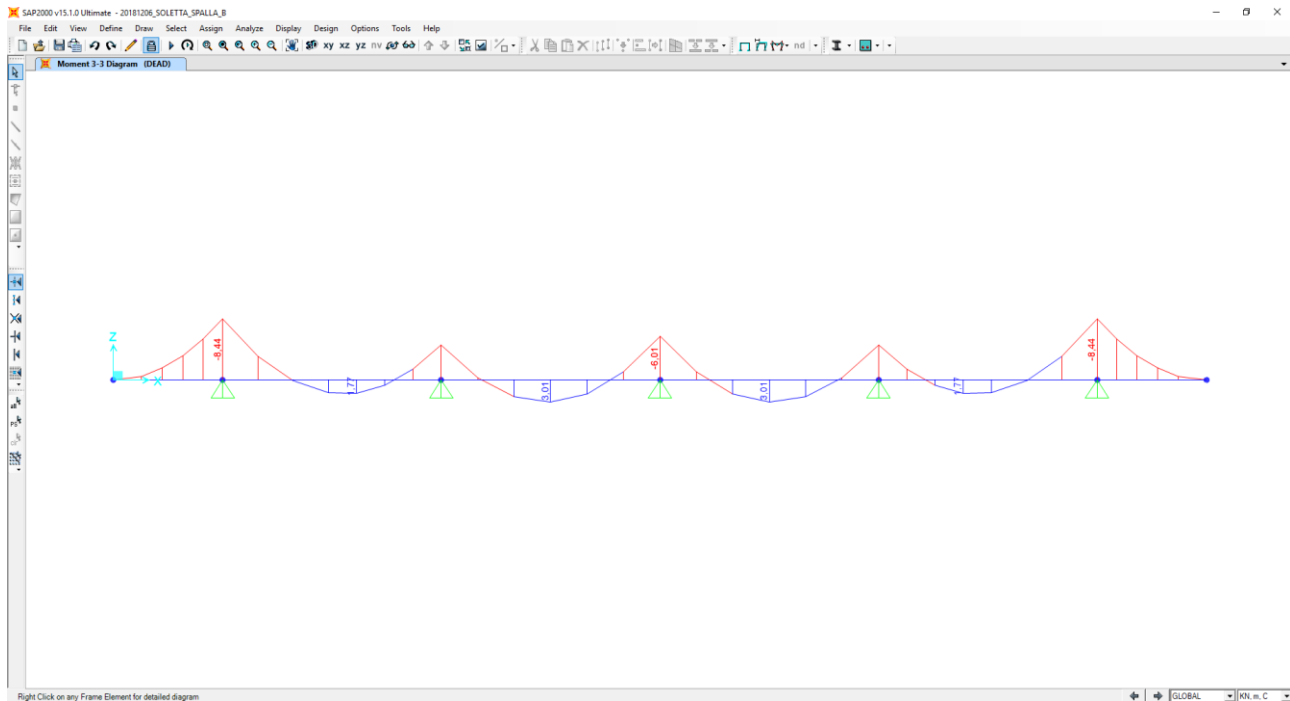 SAP2000 v15.1.0 Ultimate - 20181206_SOLETTA_SPALLA_B
File Edit View Define Draw Select Assign Analyze Display Design Options Tools Help
3D xy xz yz nv nd
Moment 3-3 Diagram (DEAD)
Z
X
-8,44
1,77
3,01
-6,01
3,01
1,77
-8,44
Right Click on any Frame Element for detailed diagram
GLOBAL KN, m, C